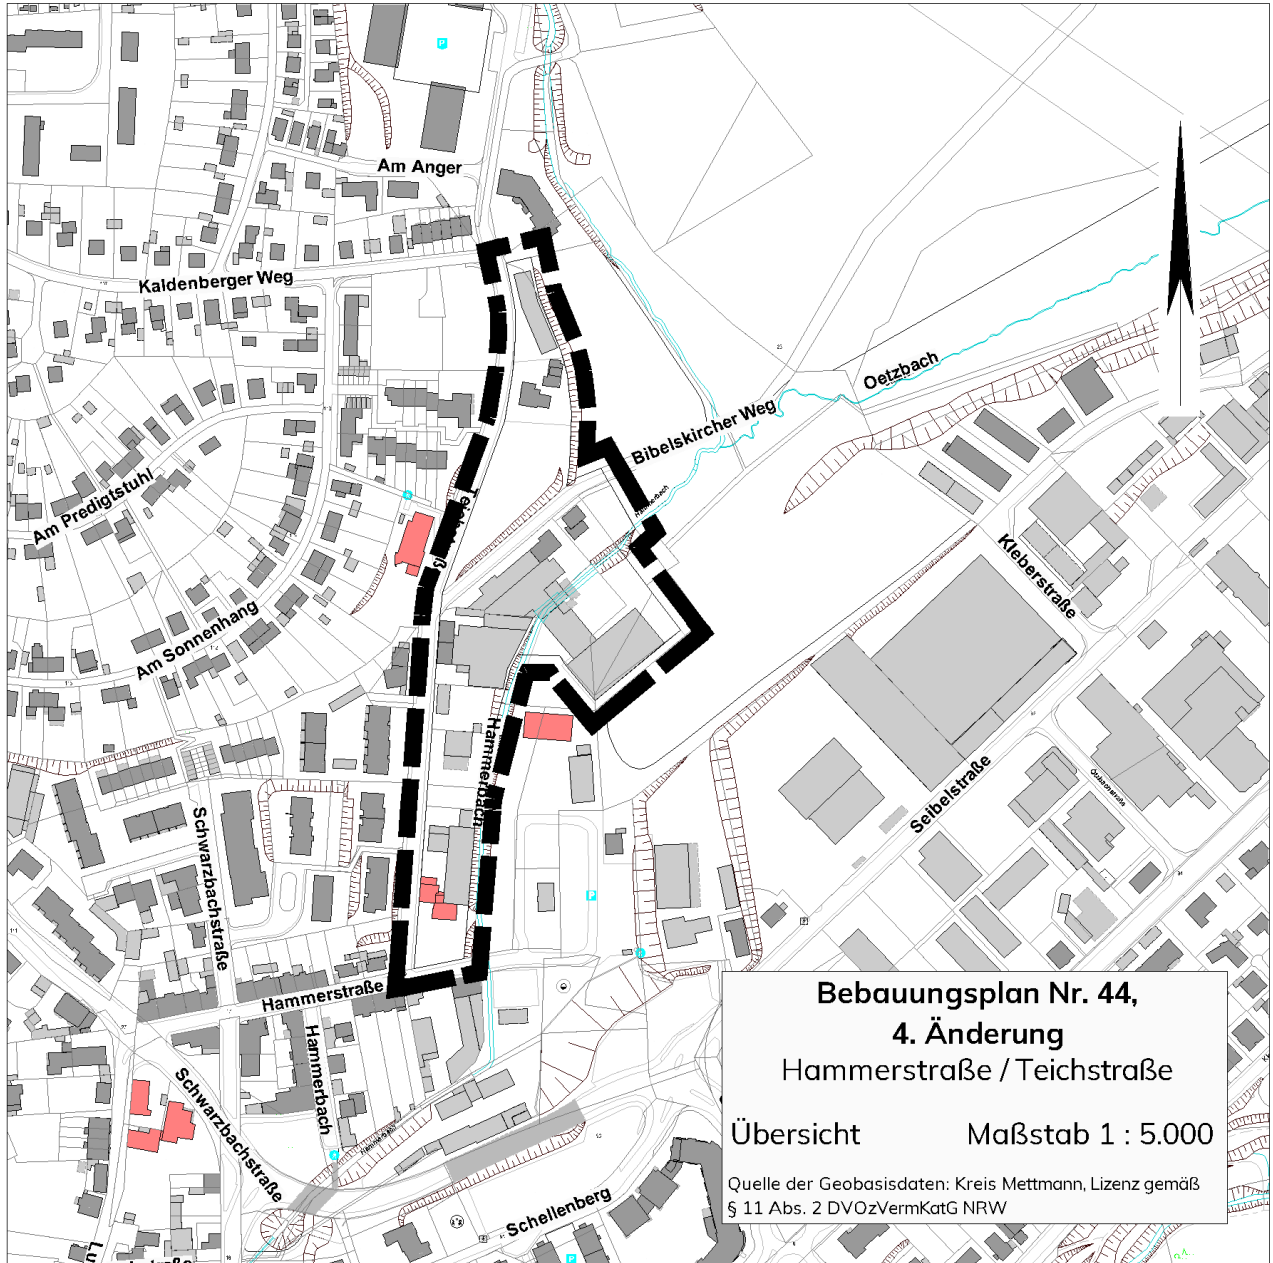 Am Anger
Kaldenberger Weg
Oetzbach
Bibelskircher Weg
Am Predigtstuhl
Kleberstraße
Am Sonnenhang
Hammerbach
Seibelstraße
Schwarzbachstraße
Hammerstraße
Hammerbach
Schwarzbachstraße
Schellenberg
Bebauungsplan Nr. 44,
4. Änderung
Hammerstraße / Teichstraße
Übersicht Maßstab 1 : 5.000
Quelle der Geobasisdaten: Kreis Mettmann, Lizenz gemäß
§ 11 Abs. 2 DVOzVermKatG NRW